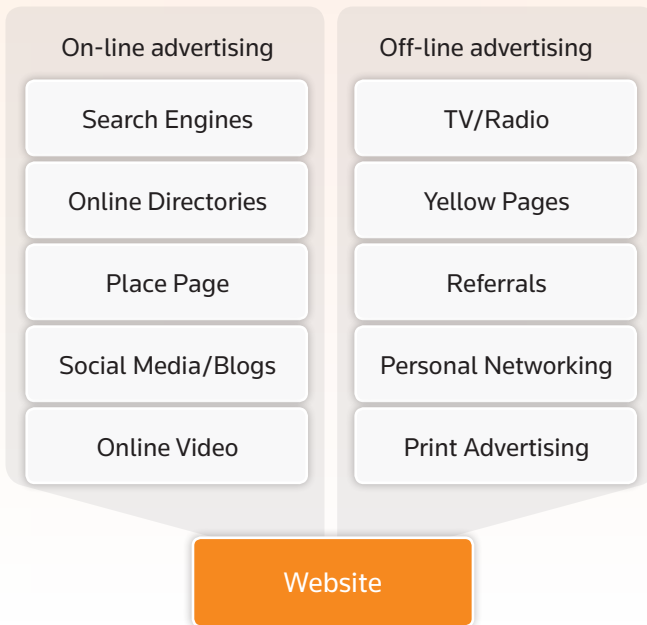 On-line advertising
Search Engines
Online Directories
Place Page
Social Media/Blogs
Online Video
Off-line advertising
TV/Radio
Yellow Pages
Referrals
Personal Networking
Print Advertising
Website